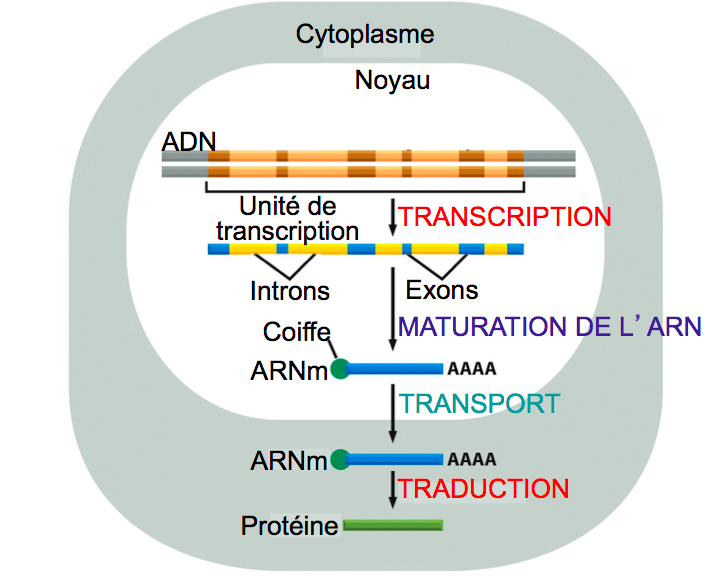 Cytoplasme
Noyau
ADN
Unité de
transcription
TRANSCRIPTION
Introns
Exons
MATURATION DE L’ ARN
Coiffe
ARNm
AAAA
TRANSPORT
ARNm
AAAA
TRADUCTION
Protéine